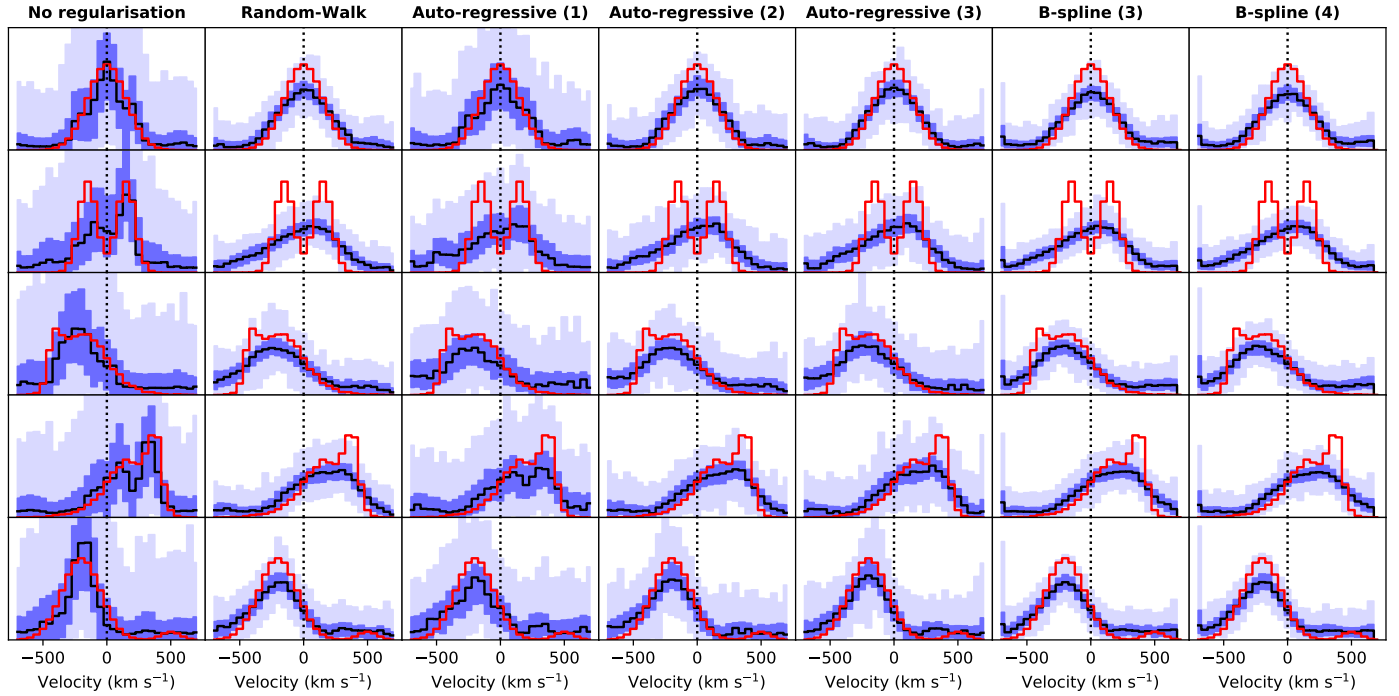 No regularisation Random-Walk Auto-regressive (1) Auto-regressive (2) Auto-regressive (3) B-spline (3) B-spline (4)
−500 0 500 −500 0 500 −500 0 500 −500 0 500 −500 0 500 −500 0 500 −500 0 500
Velocity (km s⁻¹) Velocity (km s⁻¹) Velocity (km s⁻¹) Velocity (km s⁻¹) Velocity (km s⁻¹) Velocity (km s⁻¹) Velocity (km s⁻¹)